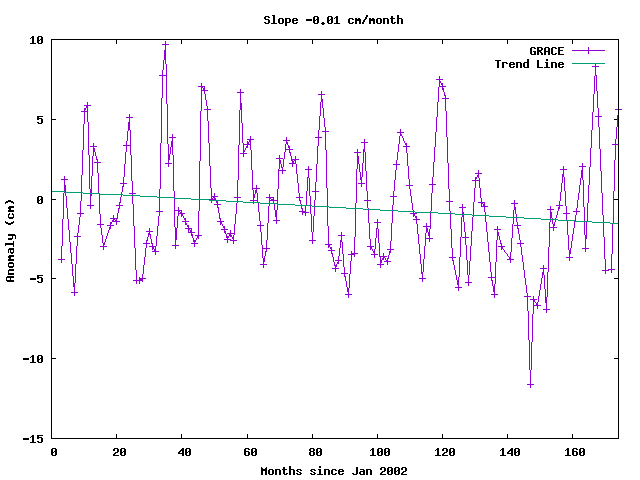 Slope -0.01 cm/month
GRACE
Trend Line
10
5
0
-5
-10
-15
Anomaly (cm)
0 20 40 60 80 100 120 140 160
Months since Jan 2002